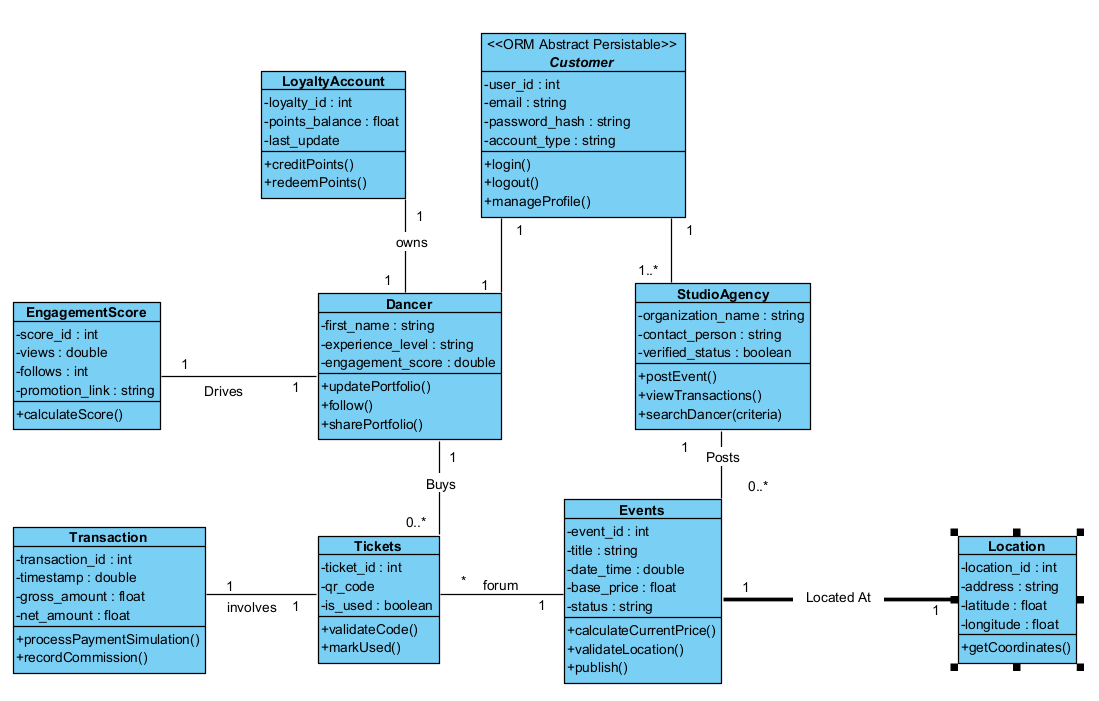 <<ORM Abstract Persistable>>
Customer
-user_id : int
-email : string
-password_hash : string
-account_type : string
+login()
+logout()
+manageProfile()
LoyaltyAccount
-loyalty_id : int
-points_balance : float
-last_update
+creditPoints()
+redeemPoints()
1
owns
1
1
1
1
1..*
EngagementScore
-score_id : int
-views : double
-follows : int
-promotion_link : string
+calculateScore()
1
Drives
1
Dancer
-first_name : string
-experience_level : string
-engagement_score : double
+updatePortfolio()
+follow()
+sharePortfolio()
StudioAgency
-organization_name : string
-contact_person : string
-verified_status : boolean
+postEvent()
+viewTransactions()
+searchDancer(criteria)
1
Buys
0..*
1
Posts
0..*
Transaction
-transaction_id : int
-timestamp : double
-gross_amount : float
-net_amount : float
+processPaymentSimulation()
+recordCommission()
1
involves
1
Tickets
-ticket_id : int
-qr_code
-is_used : boolean
+validateCode()
+markUsed()
*
forum
1
Events
-event_id : int
-title : string
-date_time : double
-base_price : float
-status : string
+calculateCurrentPrice()
+validateLocation()
+publish()
1
Located At
1
Location
-location_id : int
-address : string
-latitude : float
-longitude : float
+getCoordinates()